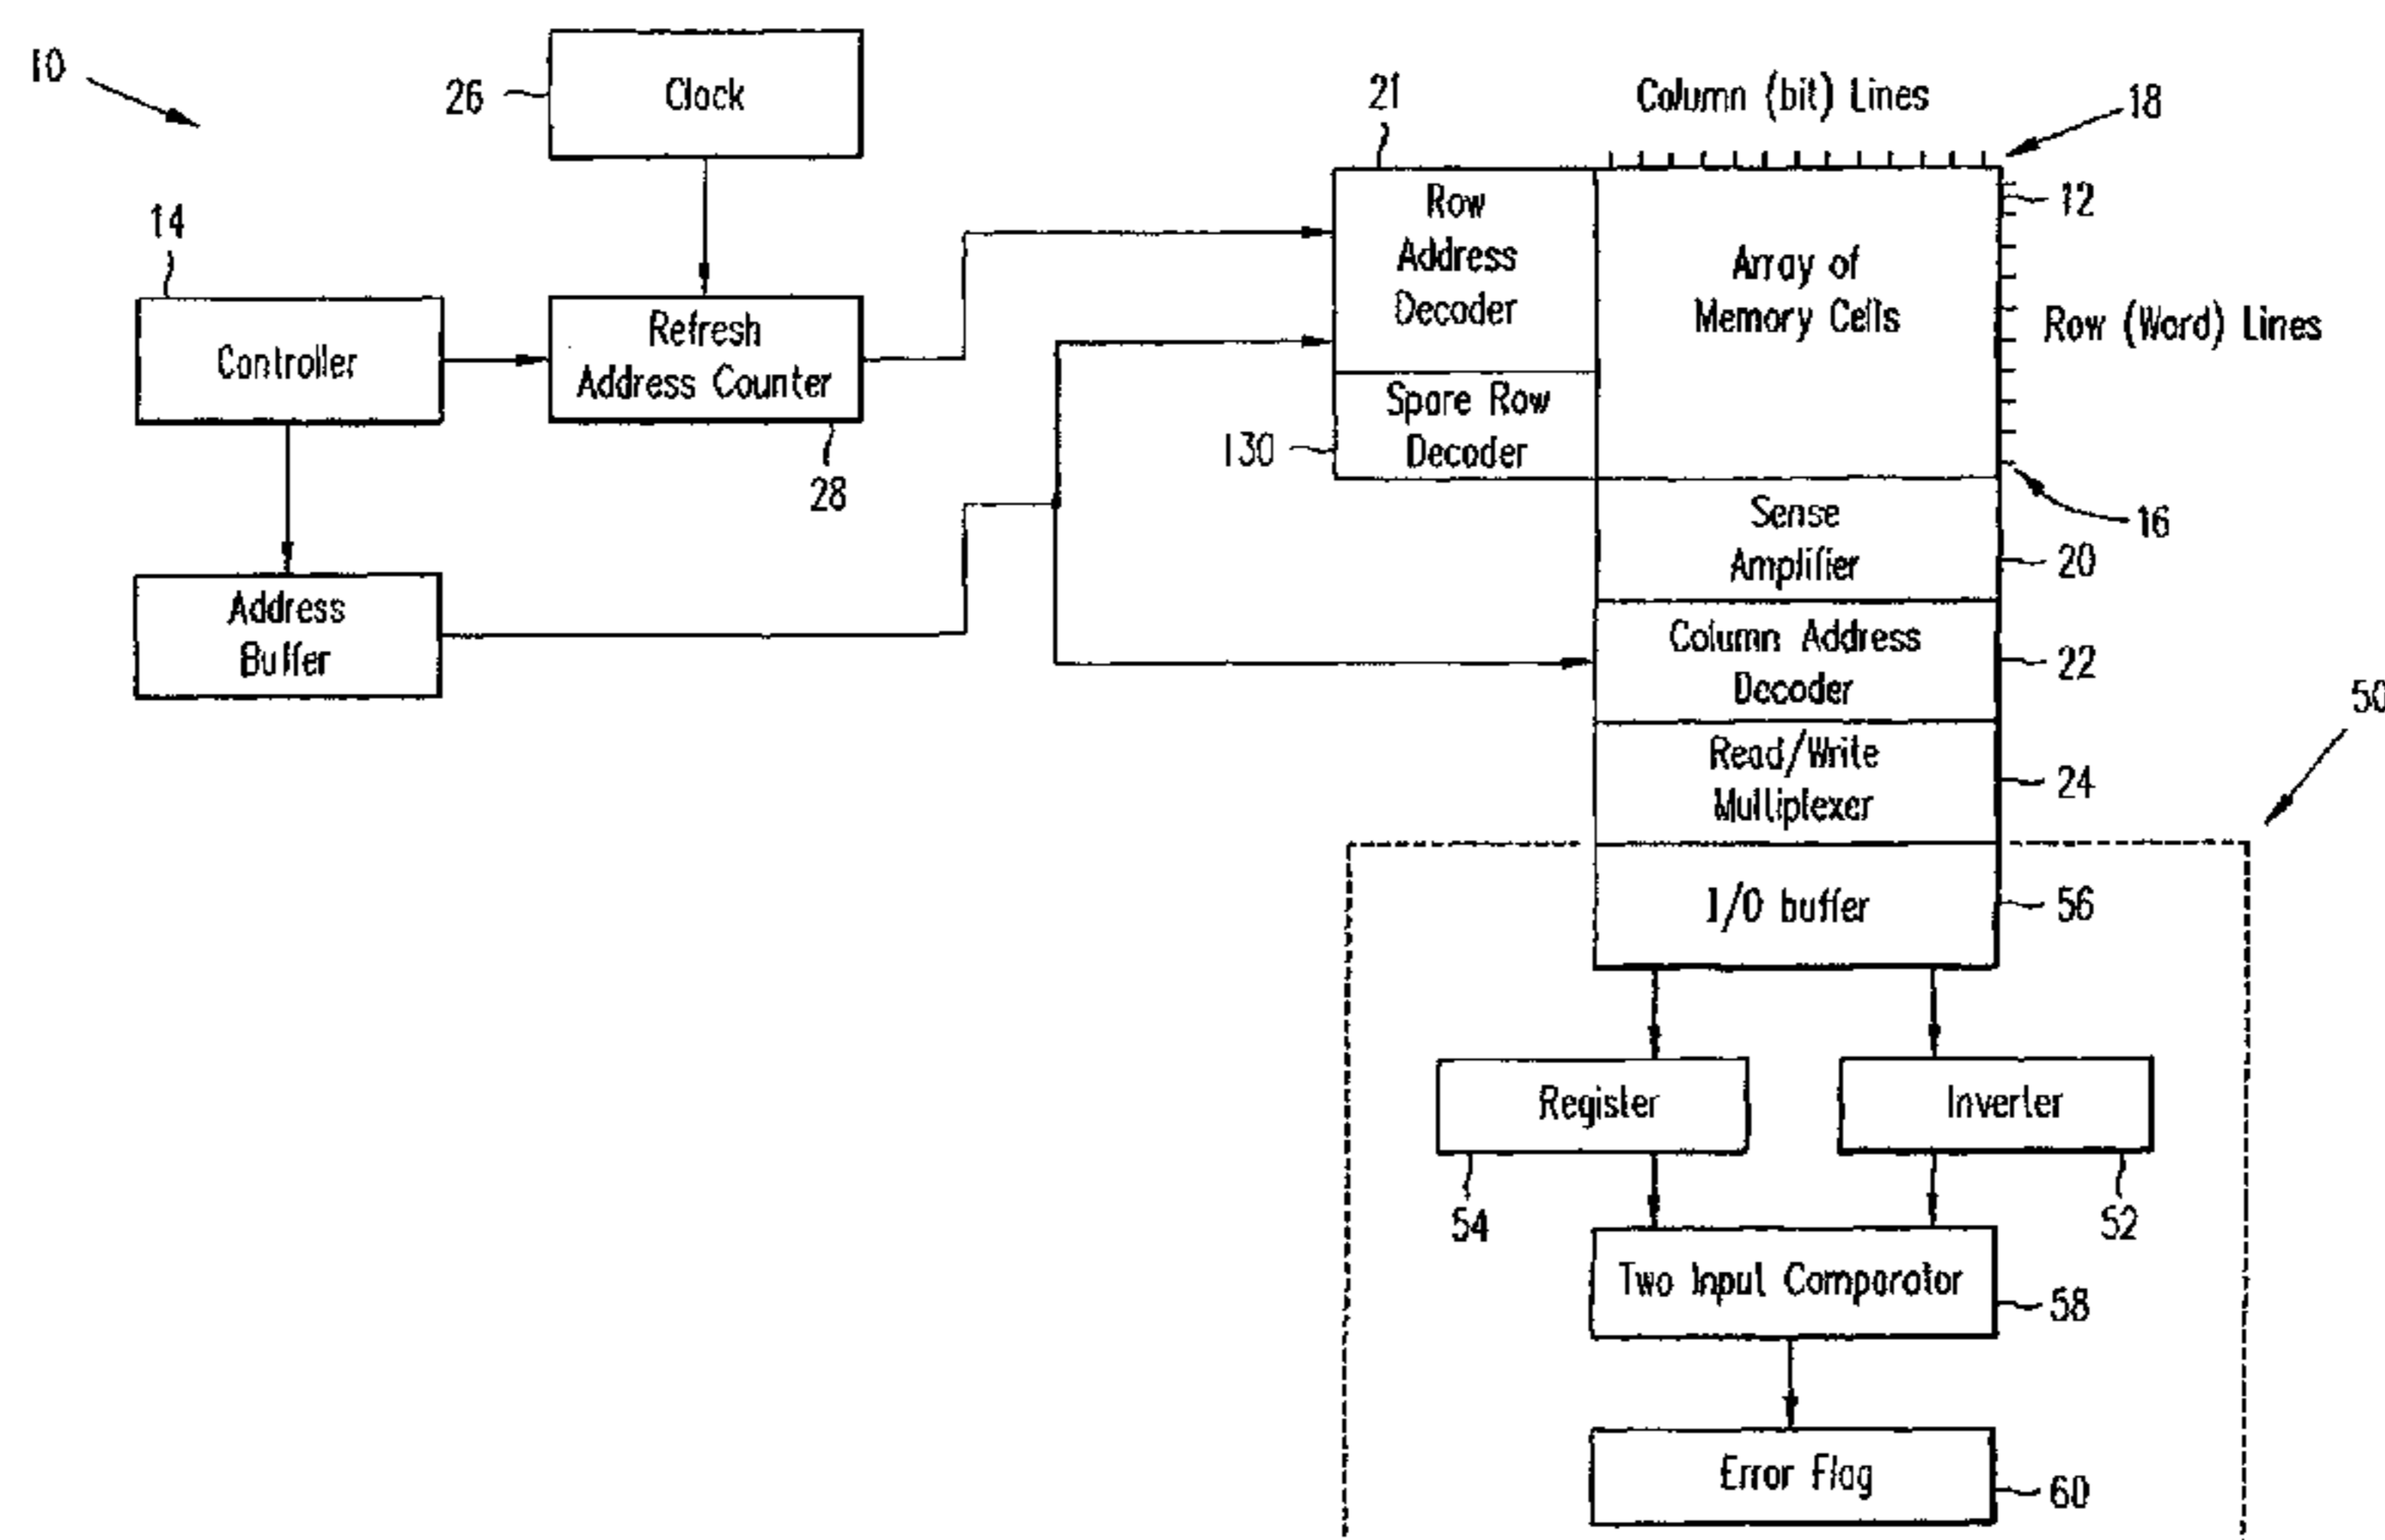 10
26
Clock
21
Column (bit) Lines
18
14
Row
Address
Decoder
12
Array of
Memory Cells
Row (Word) Lines
Controller
Refresh
Address Counter
28
Spare Row
Decoder
130
16
Sense
Amplifier
20
Address
Buffer
Column Address
Decoder
22
50
Read/Write
Multiplexer
24
I/O buffer
56
Register
Inverter
54
52
Two Input Comparator
58
Error Flag
60